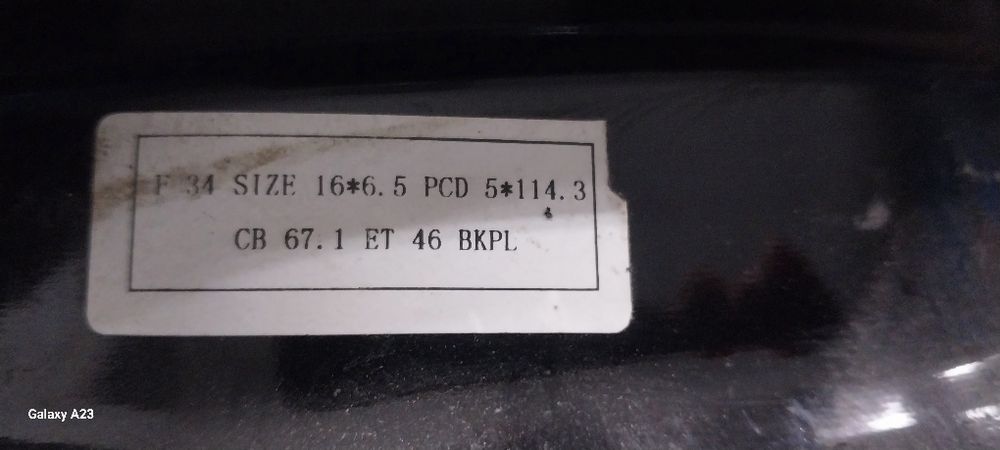 F 34 SIZE 16*6.5 PCD 5*114.3
CB 67.1 ET 46 BKPL
Galaxy A23